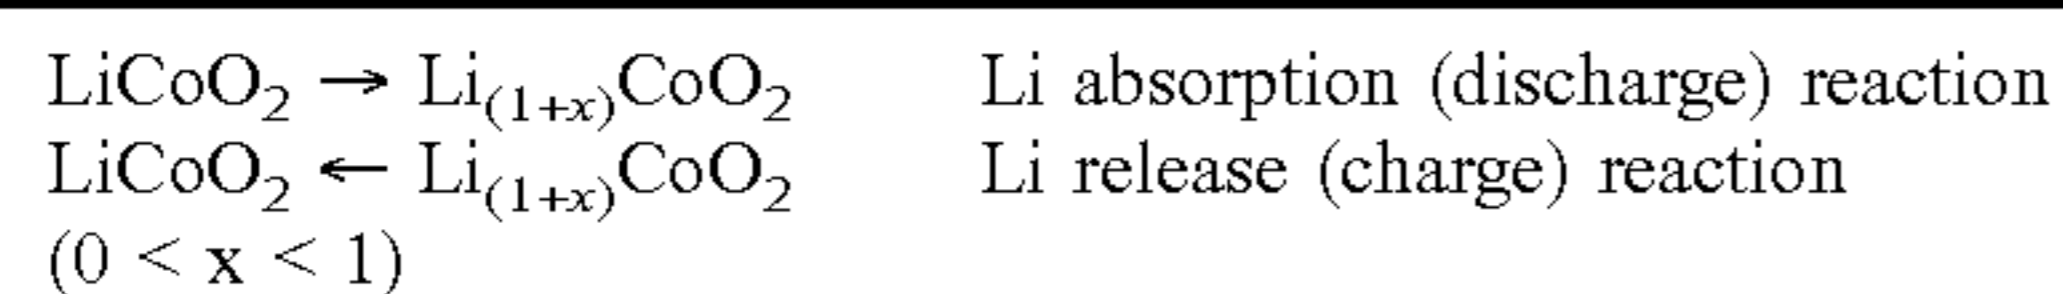 LiCoO₂ → Li₍₁₊ₓ₎CoO₂ Li absorption (discharge) reaction
LiCoO₂ ← Li₍₁₊ₓ₎CoO₂ Li release (charge) reaction
(0 < x < 1)